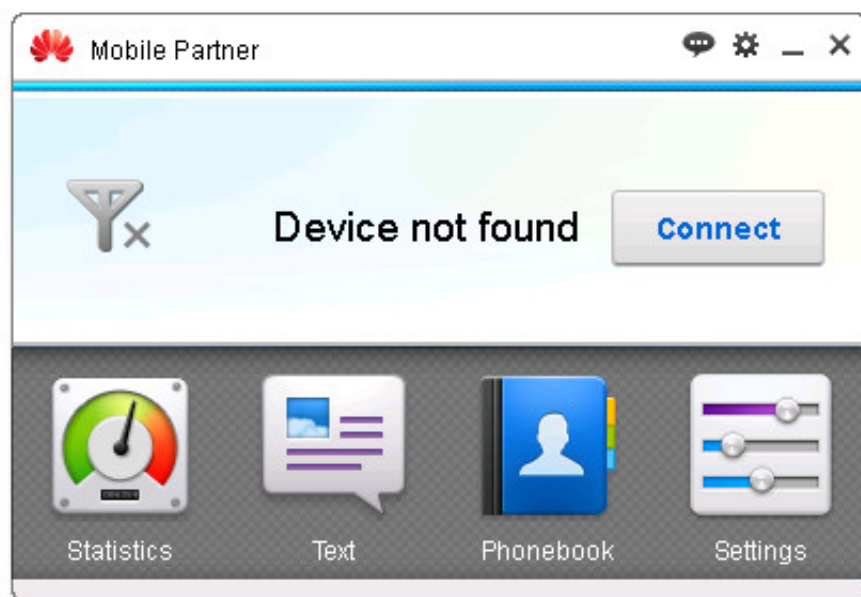 Mobile Partner
Device not found
Connect
Statistics
Text
Phonebook
Settings